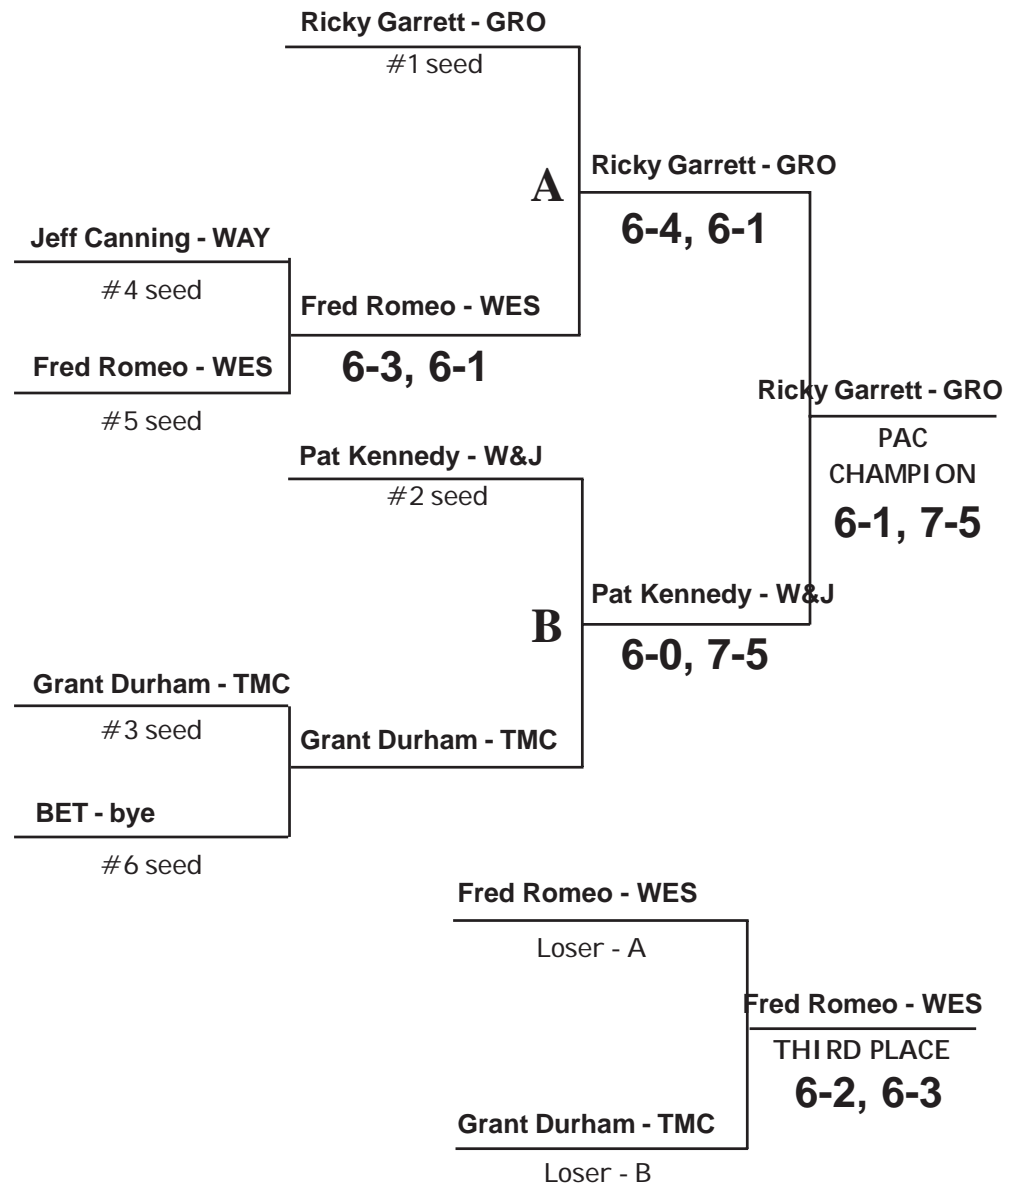 Ricky Garrett - GRO
#1 seed
A
Ricky Garrett - GRO
6-4, 6-1
Jeff Canning - WAY
#4 seed
Fred Romeo - WES
6-3, 6-1
Fred Romeo - WES
#5 seed
Ricky Garrett - GRO
PAC
CHAMPION
6-1, 7-5
Pat Kennedy - W&J
#2 seed
B
Pat Kennedy - W&J
6-0, 7-5
Grant Durham - TMC
#3 seed
Grant Durham - TMC
BET - bye
#6 seed
Fred Romeo - WES
Loser - A
Fred Romeo - WES
THIRD PLACE
6-2, 6-3
Grant Durham - TMC
Loser - B